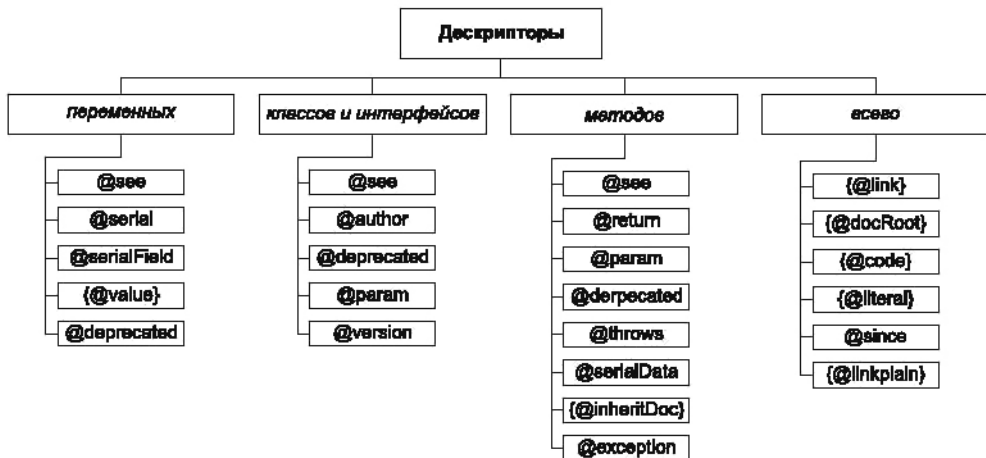 Дескрипторы
переменных
@see
@serial
@serialField
{@value}
@deprecated
классов и интерфейсов
@see
@author
@deprecated
@param
@version
методов
@see
@return
@param
@derpecated
@throws
@serialData
{@inheritDoc}
@exception
всего
{@link}
{@docRoot}
{@code}
{@literal}
@since
{@linkplain}